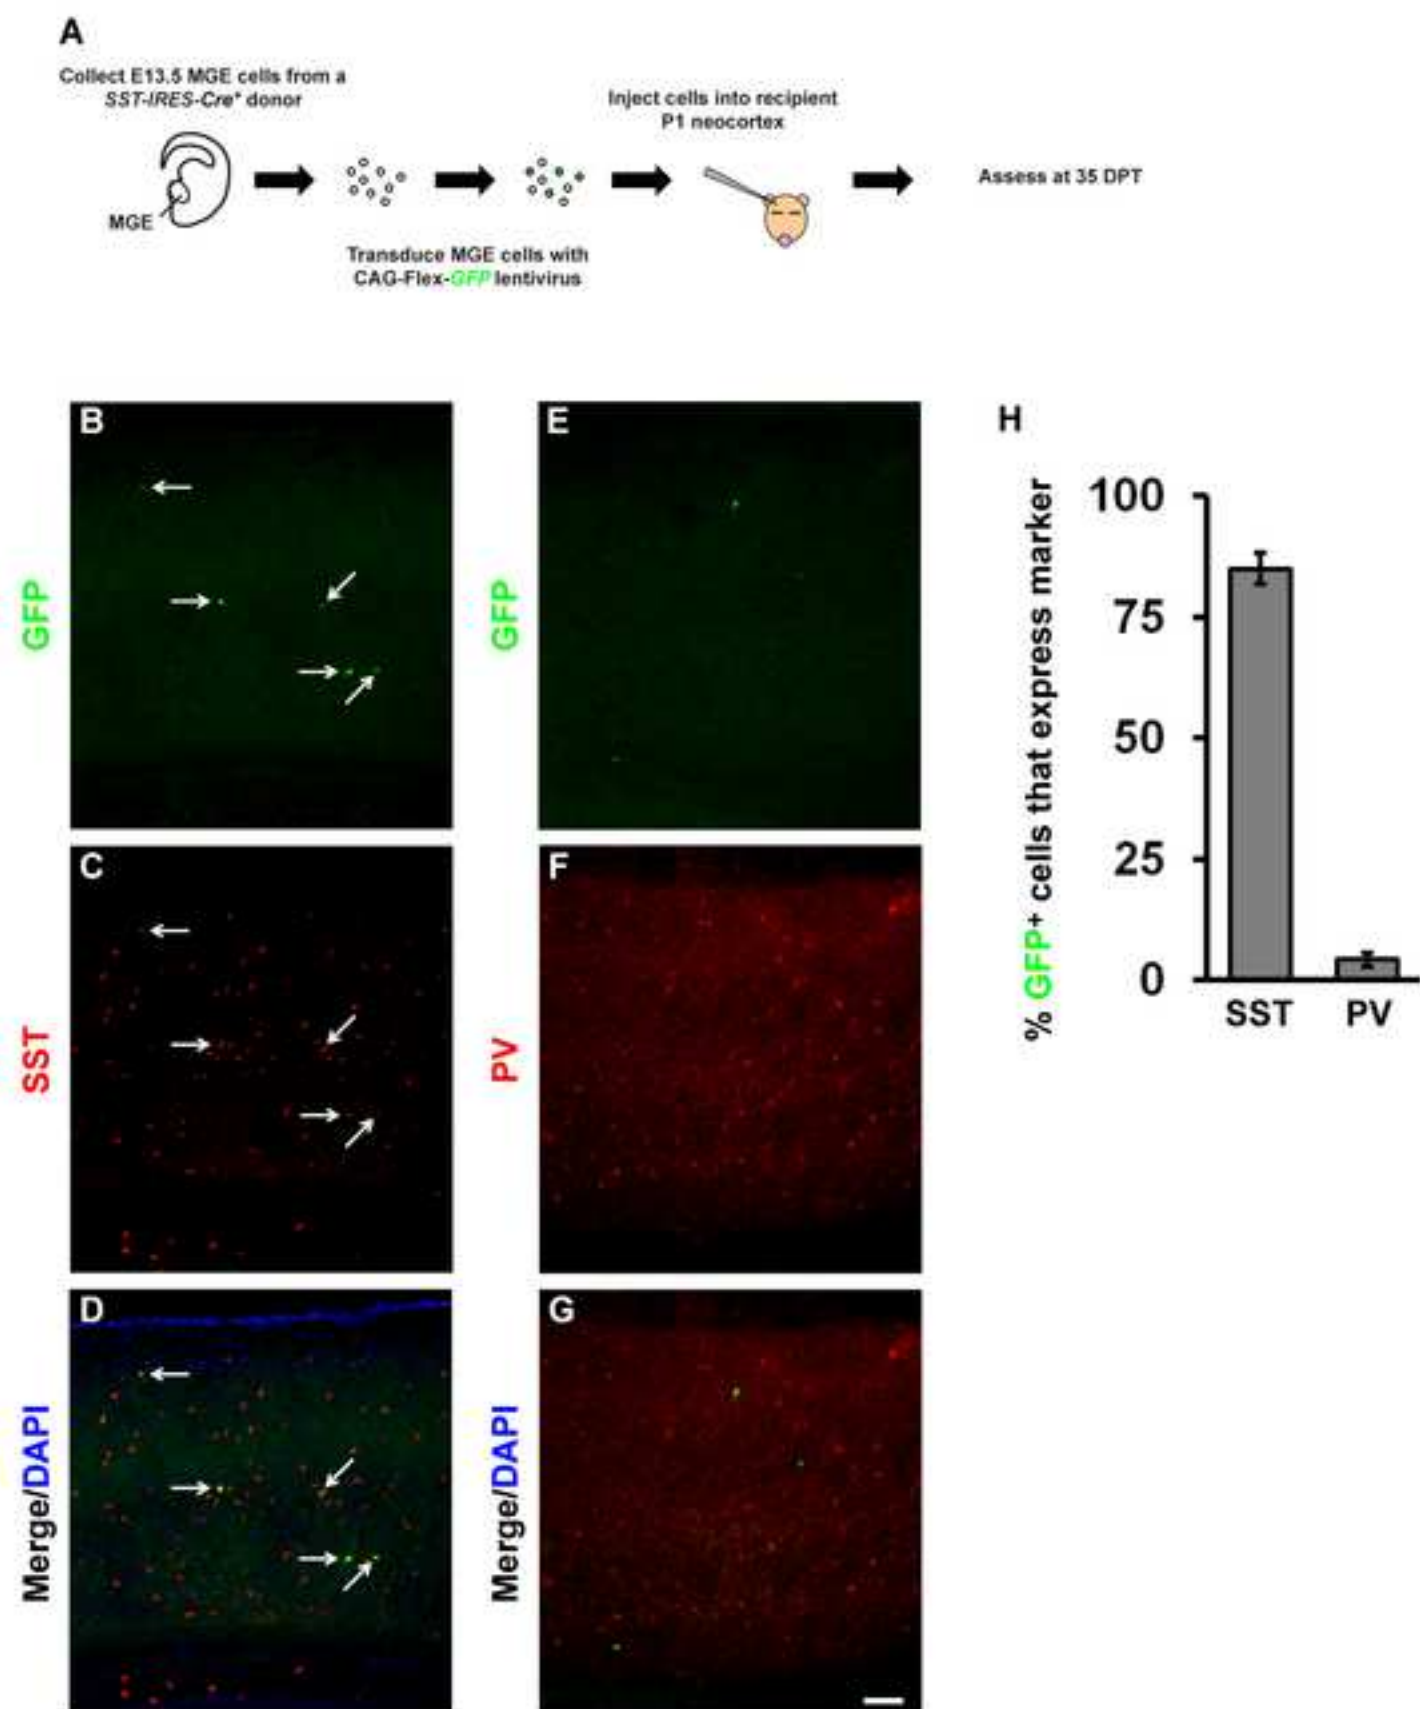 A
Collect E13.5 MGE cells from a
SST-IRES-Cre+ donor
MGE
Transduce MGE cells with
CAG-Flex-GFP lentivirus
Inject cells into recipient
P1 neocortex
Assess at 35 DPT
B
GFP
C
SST
D
Merge/DAPI
E
GFP
F
PV
G
Merge/DAPI
H
% GFP+ cells that express marker
100
75
50
25
0
SST PV